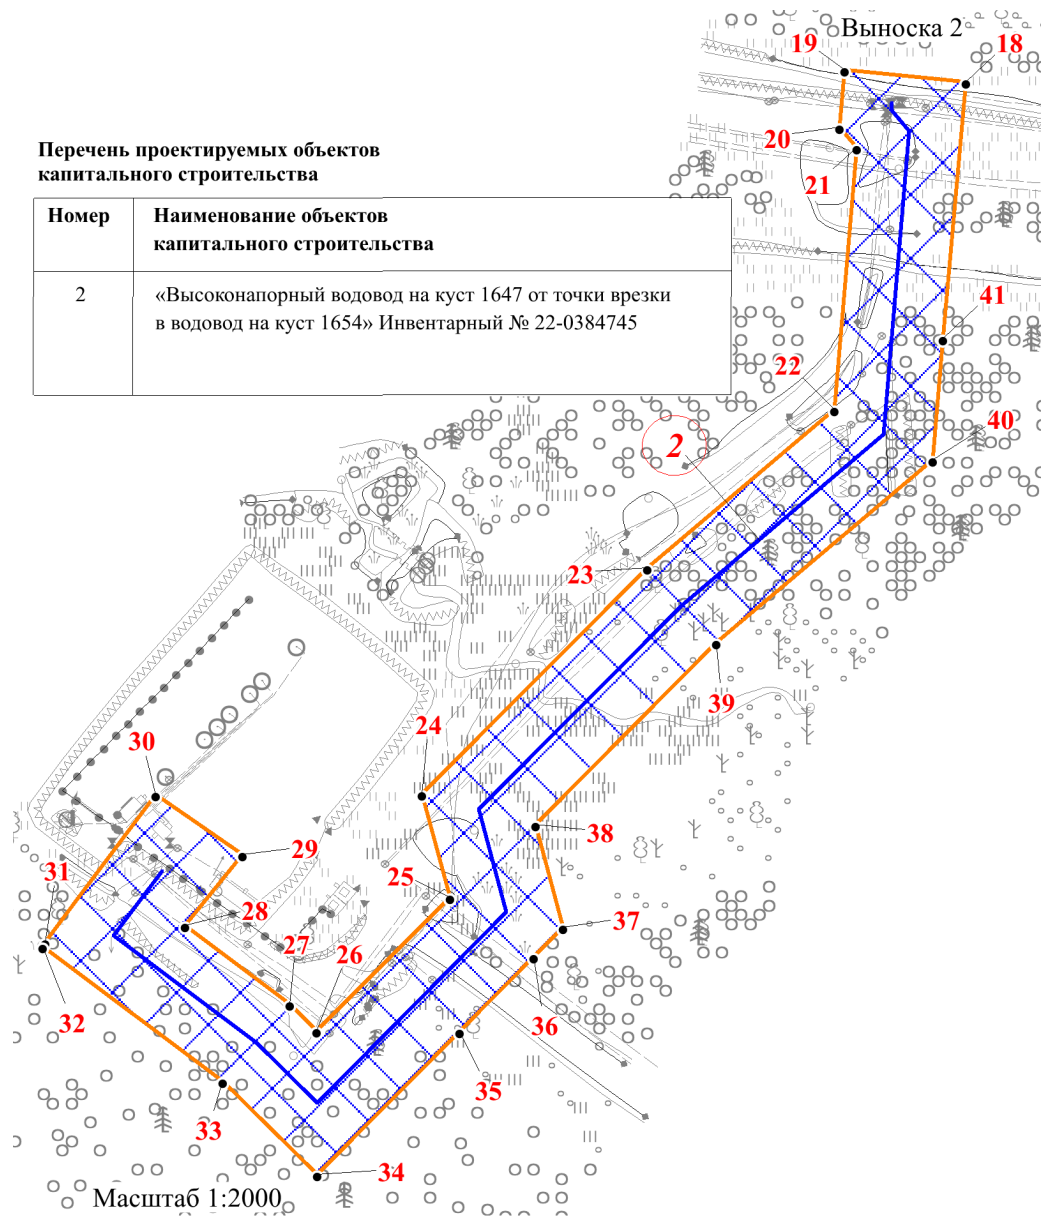 Выноска 2
19
18
20
21
Перечень проектируемых объектов
капитального строительства
Номер
Наименование объектов
капитального строительства
2
«Высоконапорный водовод на куст 1647 от точки врезки
в водовод на куст 1654» Инвентарный № 22-0384745
41
22
40
2
23
39
24
30
38
29
31
25
28
37
27
26
32
36
35
33
34
Масштаб 1:2000